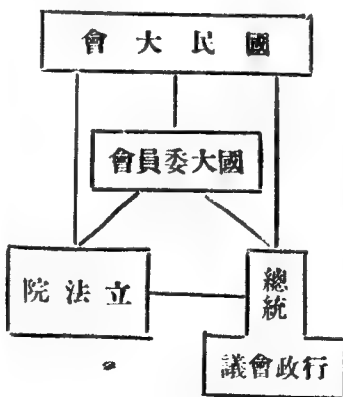 國民大會
國大委員會
總統
立法院
行政會議